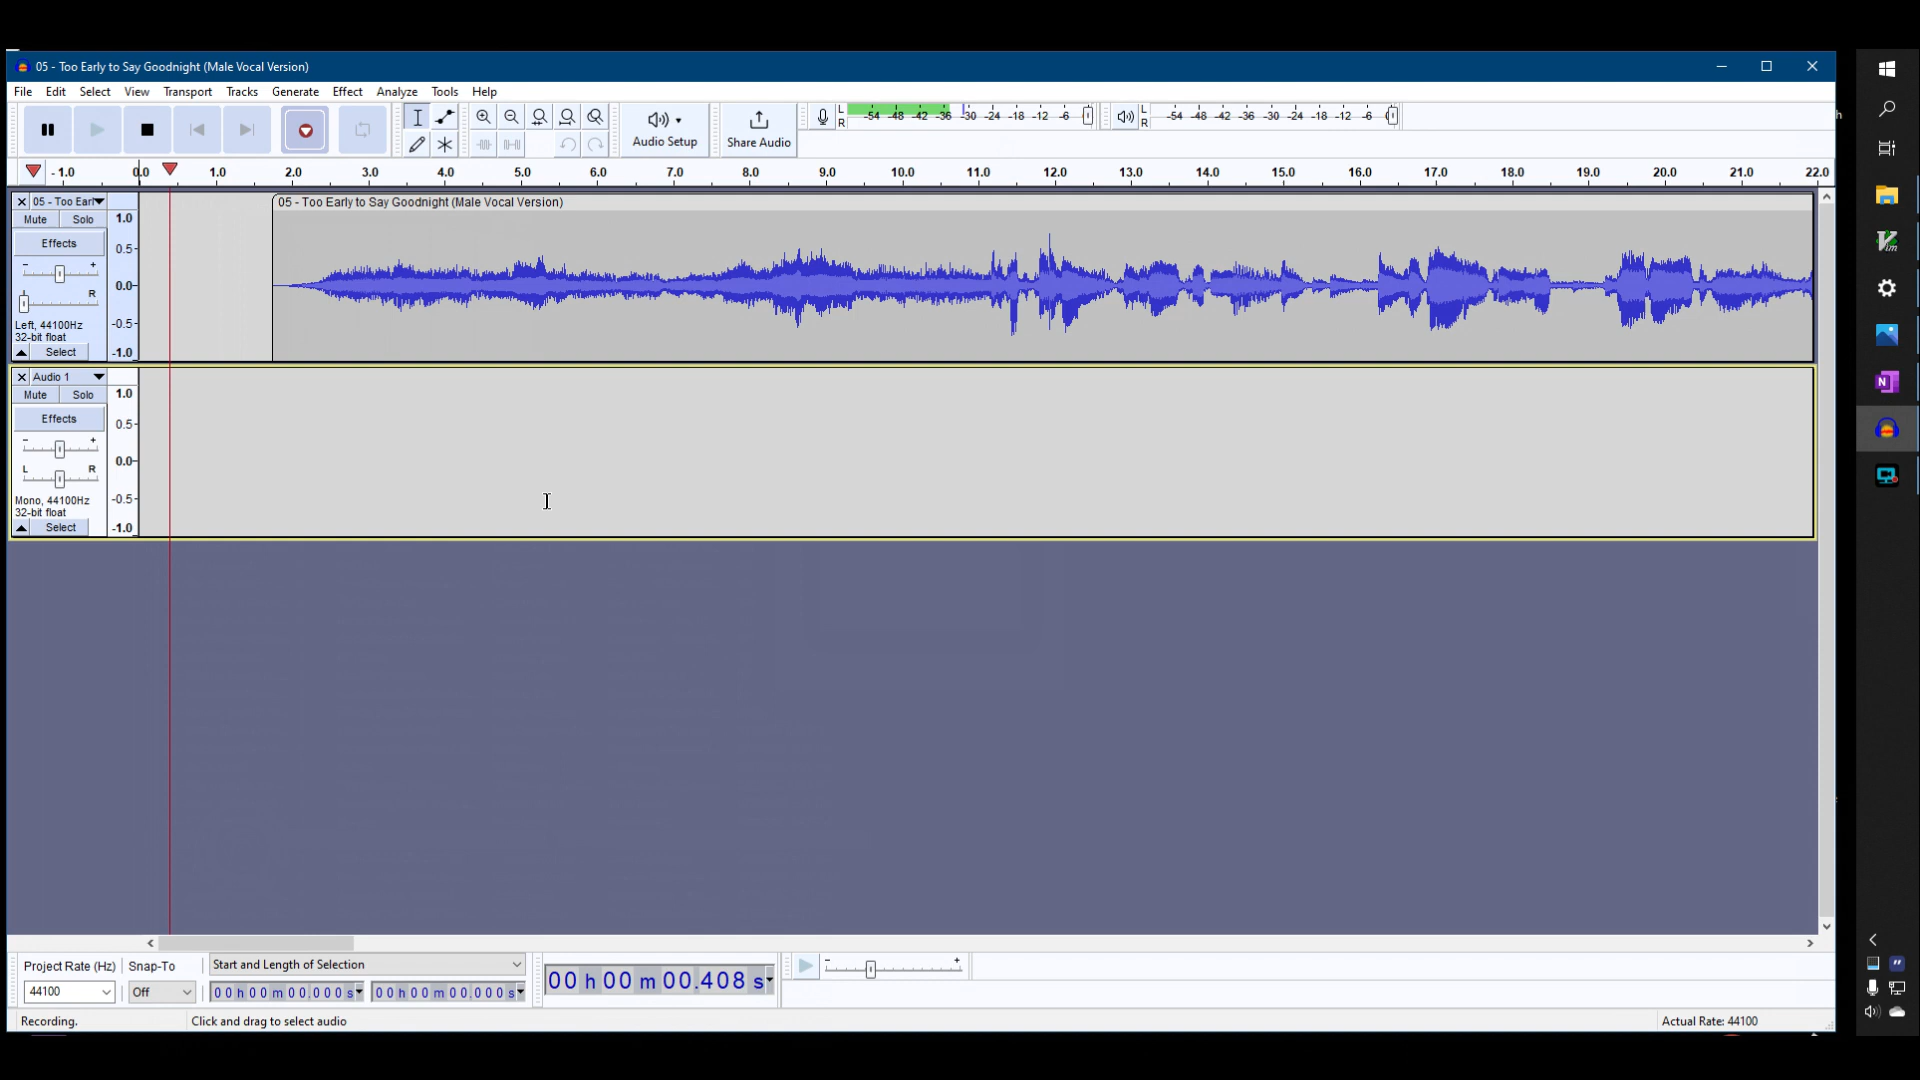 05 - Too Early to Say Goodnight (Male Vocal Version)
File Edit Select View Transport Tracks Generate Effect Analyze Tools Help
Audio Setup
Share Audio
L
R
-54 -48 -42 -36 -30 -24 -18 -12 -6
L
R
-54 -48 -42 -36 -30 -24 -18 -12 -6 0
-1.0 0.0 1.0 2.0 3.0 4.0 5.0 6.0 7.0 8.0 9.0 10.0 11.0 12.0 13.0 14.0 15.0 16.0 17.0 18.0 19.0 20.0 21.0 22.0
05 - Too Earl
Mute Solo
Effects
- +
R
Left, 44100Hz
32-bit float
Select
1.0
0.5-
0.0-
-0.5-
-1.0
05 - Too Early to Say Goodnight (Male Vocal Version)
Audio 1
Mute Solo
Effects
- +
L R
Mono, 44100Hz
32-bit float
Select
1.0
0.5-
0.0-
-0.5-
-1.0
Project Rate (Hz) Snap-To
Start and Length of Selection
44100 Off
00 h 00 m 00.000 s 00 h 00 m 00.000 s
00 h 00 m 00.408 s
- +
Recording. Click and drag to select audio Actual Rate: 44100